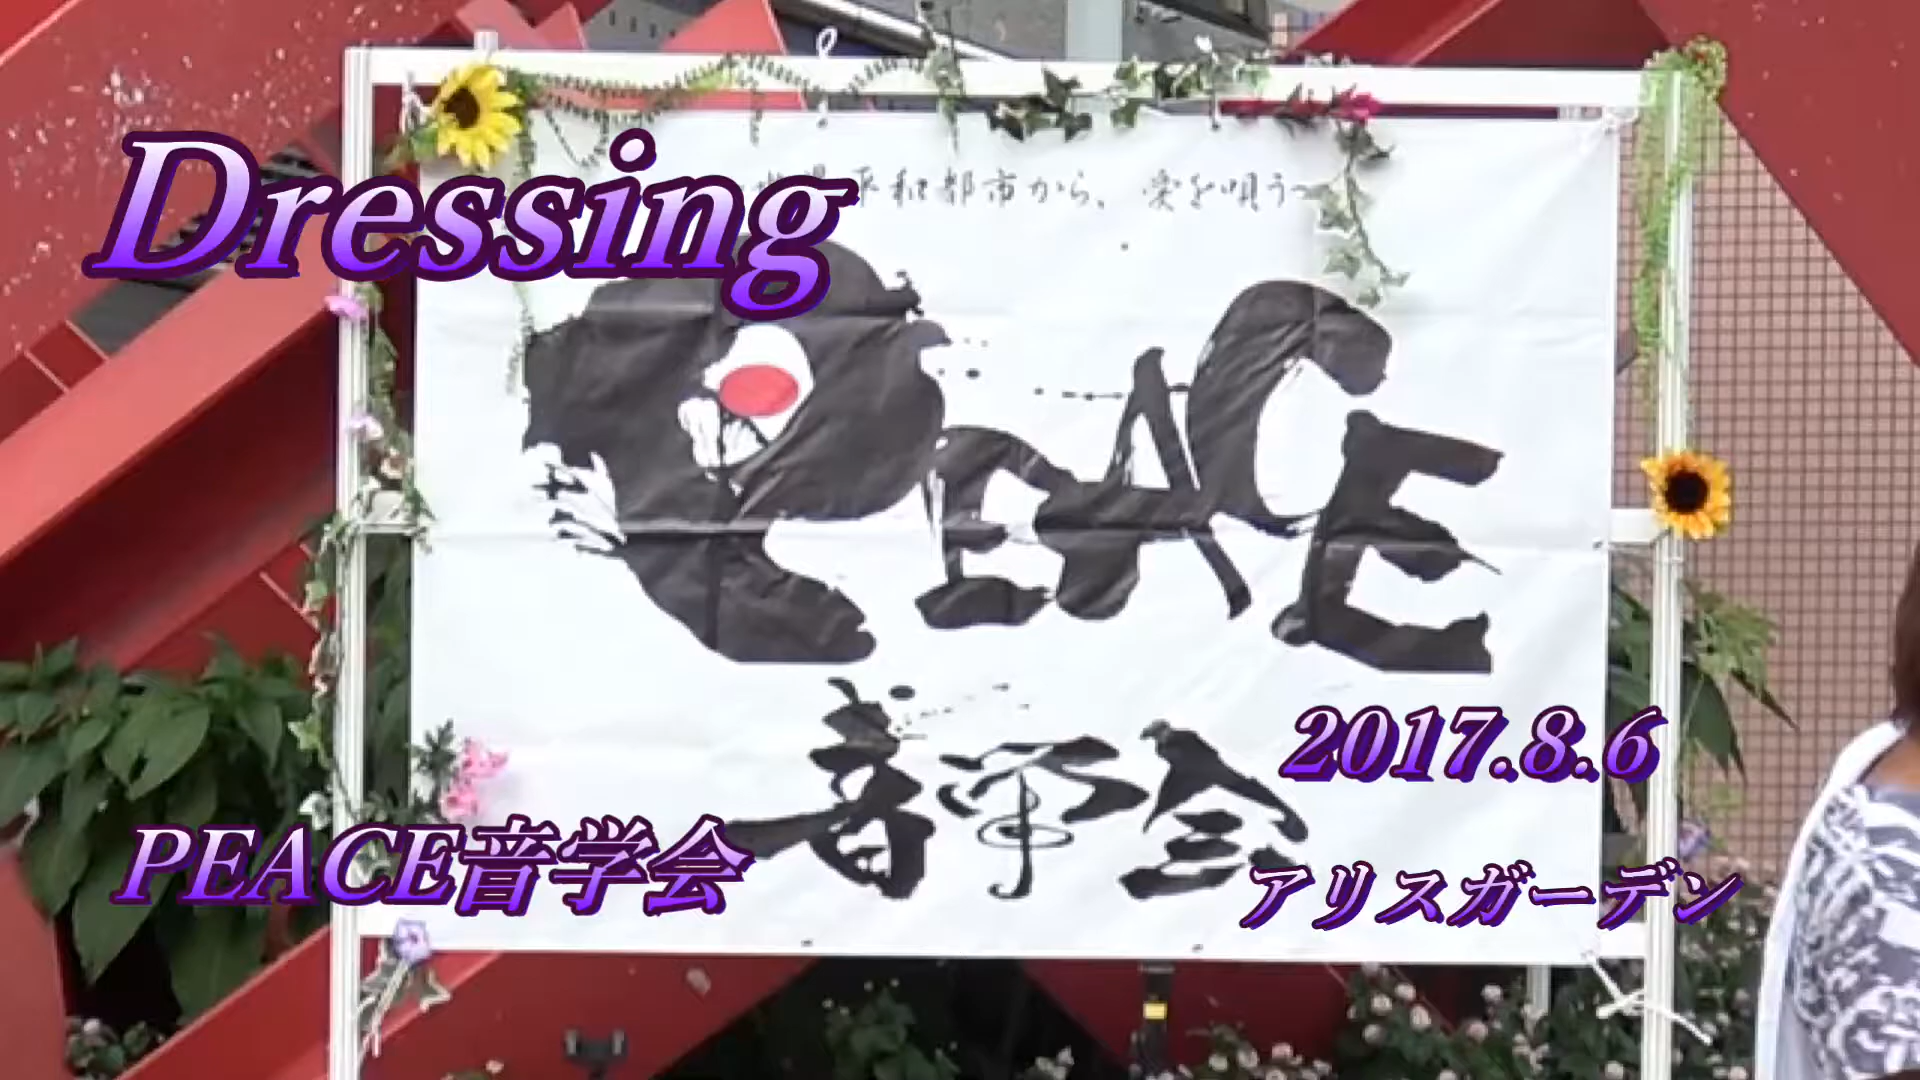 Dressing
平和都市から、愛を唄う〜
PEACE
音楽会
2017.8.6
PEACE音学会
アリスガーデン